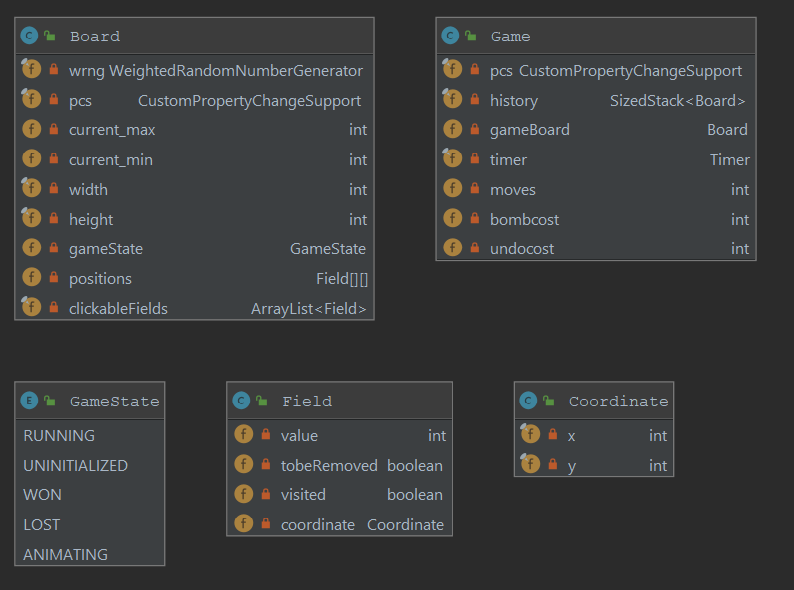 Board
wrng WeightedRandomNumberGenerator
pcs CustomPropertyChangeSupport
current_max int
current_min int
width int
height int
gameState GameState
positions Field[][]
clickableFields ArrayList<Field>
Game
pcs CustomPropertyChangeSupport
history SizedStack<Board>
gameBoard Board
timer Timer
moves int
bombcost int
undocost int
GameState
RUNNING
UNINITIALIZED
WON
LOST
ANIMATING
Field
value int
tobeRemoved boolean
visited boolean
coordinate Coordinate
Coordinate
x int
y int